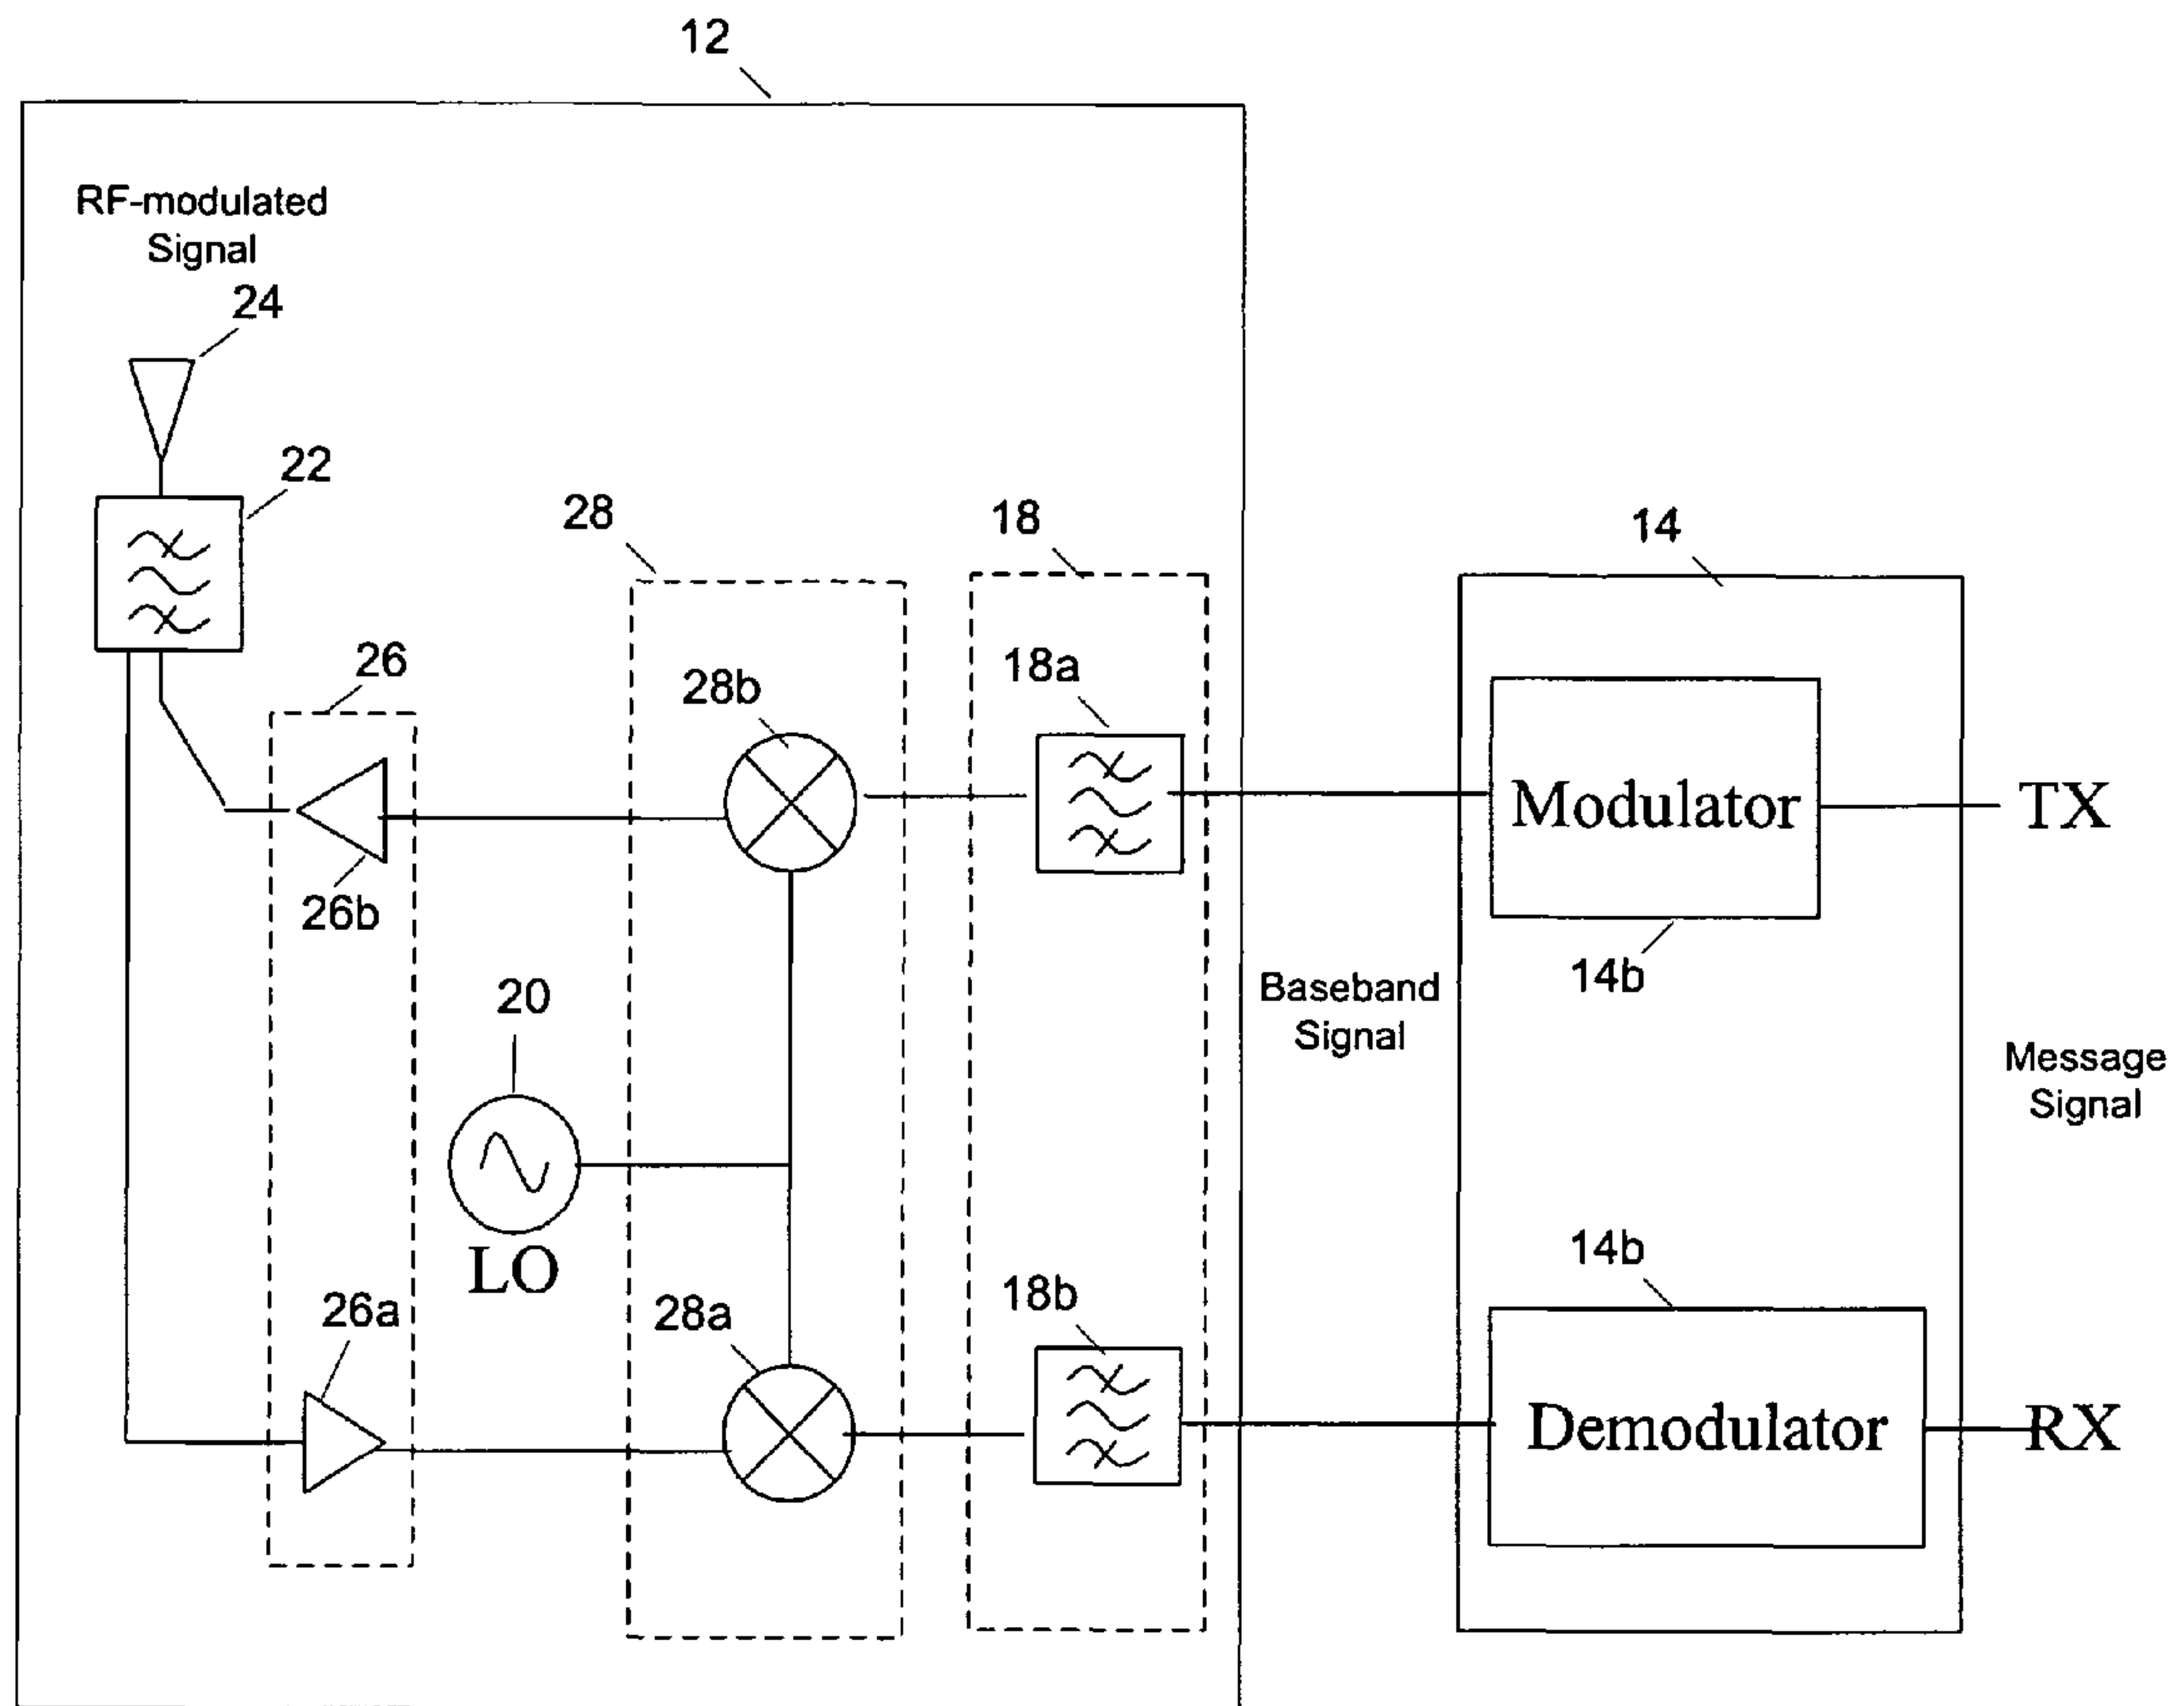 12
RF-modulated
Signal
24
22
28
18
14
26
28b
18a
Modulator
TX
26b
14b
20
Baseband
Signal
Message
Signal
LO
14b
26a
28a
18b
Demodulator
RX